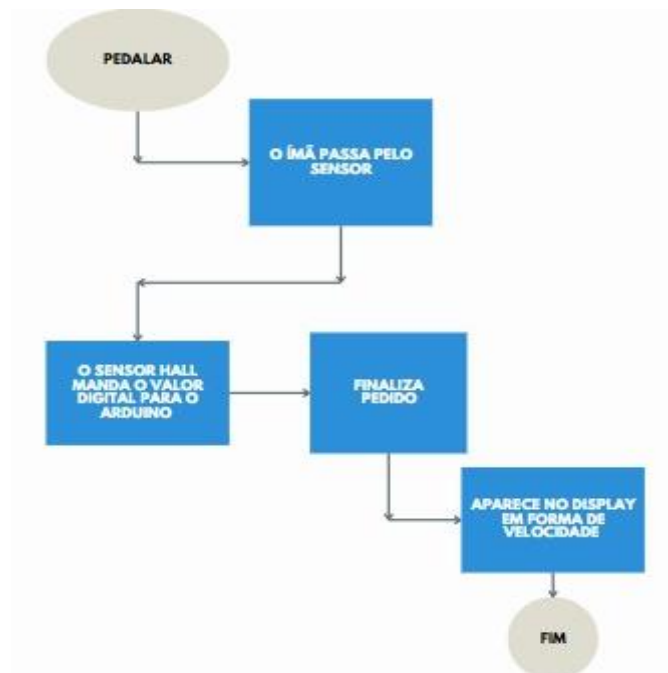 PEDALAR
O ÍMÃ PASSA PELO
SENSOR
O SENSOR HALL
MANDA O VALOR
DIGITAL PARA O
ARDUINO
FINALIZA
PEDIDO
APARECE NO DISPLAY
EM FORMA DE
VELOCIDADE
FIM